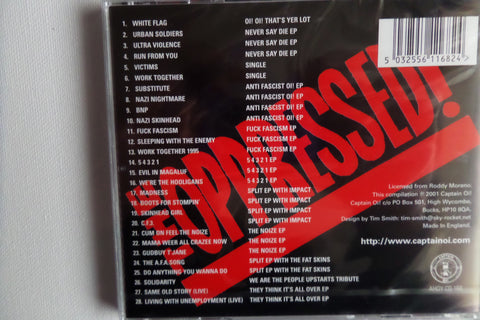 1. WHITE FLAG OI! OI! THAT'S YER LOT
2. URBAN SOLDIERS NEVER SAY DIE EP
3. ULTRA VIOLENCE NEVER SAY DIE EP
4. RUN FROM YOU NEVER SAY DIE EP
5. VICTIMS SINGLE
6. WORK TOGETHER SINGLE
7. SUBSTITUTE ANTI FASCIST OI! EP
8. NAZI NIGHTMARE ANTI FASCIST OI! EP
9. BNP ANTI FASCIST OI! EP
10. NAZI SKINHEAD ANTI FASCIST OI! EP
11. FUCK FASCISM FUCK FASCISM EP
12. SLEEPING WITH THE ENEMY FUCK FASCISM EP
13. WORK TOGETHER 1995 FUCK FASCISM EP
14. 5 4 3 2 1 5 4 3 2 1 EP
15. EVIL IN MAGALUF 5 4 3 2 1 EP
16. WE'RE THE HOOLIGANS 5 4 3 2 1 EP
17. MADNESS SPLIT EP WITH IMPACT
18. BOOTS FOR STOMPIN' SPLIT EP WITH IMPACT
19. SKINHEAD GIRL SPLIT EP WITH IMPACT
20. C.F.3. SPLIT EP WITH IMPACT
21. CUM ON FEEL THE NOIZE THE NOIZE EP
22. MAMA WEER ALL CRAZEE NOW THE NOIZE EP
23. GUDBUY T'JANE THE NOIZE EP
24. THE A.F.A SONG SPLIT EP WITH THE FAT SKINS
25. DO ANYTHING YOU WANNA DO SPLIT EP WITH THE FAT SKINS
26. SOLIDARITY WE ARE THE PEOPLE UPSTARTS TRIBUTE
27. SAME OLD STORY (LIVE) THEY THINK IT'S ALL OVER EP
28. LIVING WITH UNEMPLOYMENT (LIVE) THEY THINK IT'S ALL OVER EP
OPPRESSED!
5 032556 116824
Licensed from Roddy Moreno.
This compilation © 2001 Captain Oi!
Captain Oi! c/o PO Box 501, High Wycombe,
Bucks, HP10 8QA.
Design by Tim Smith: tim-smith@sky-rocket.net
Made In England.
http://www.captainoi.com
AHOY CD 168